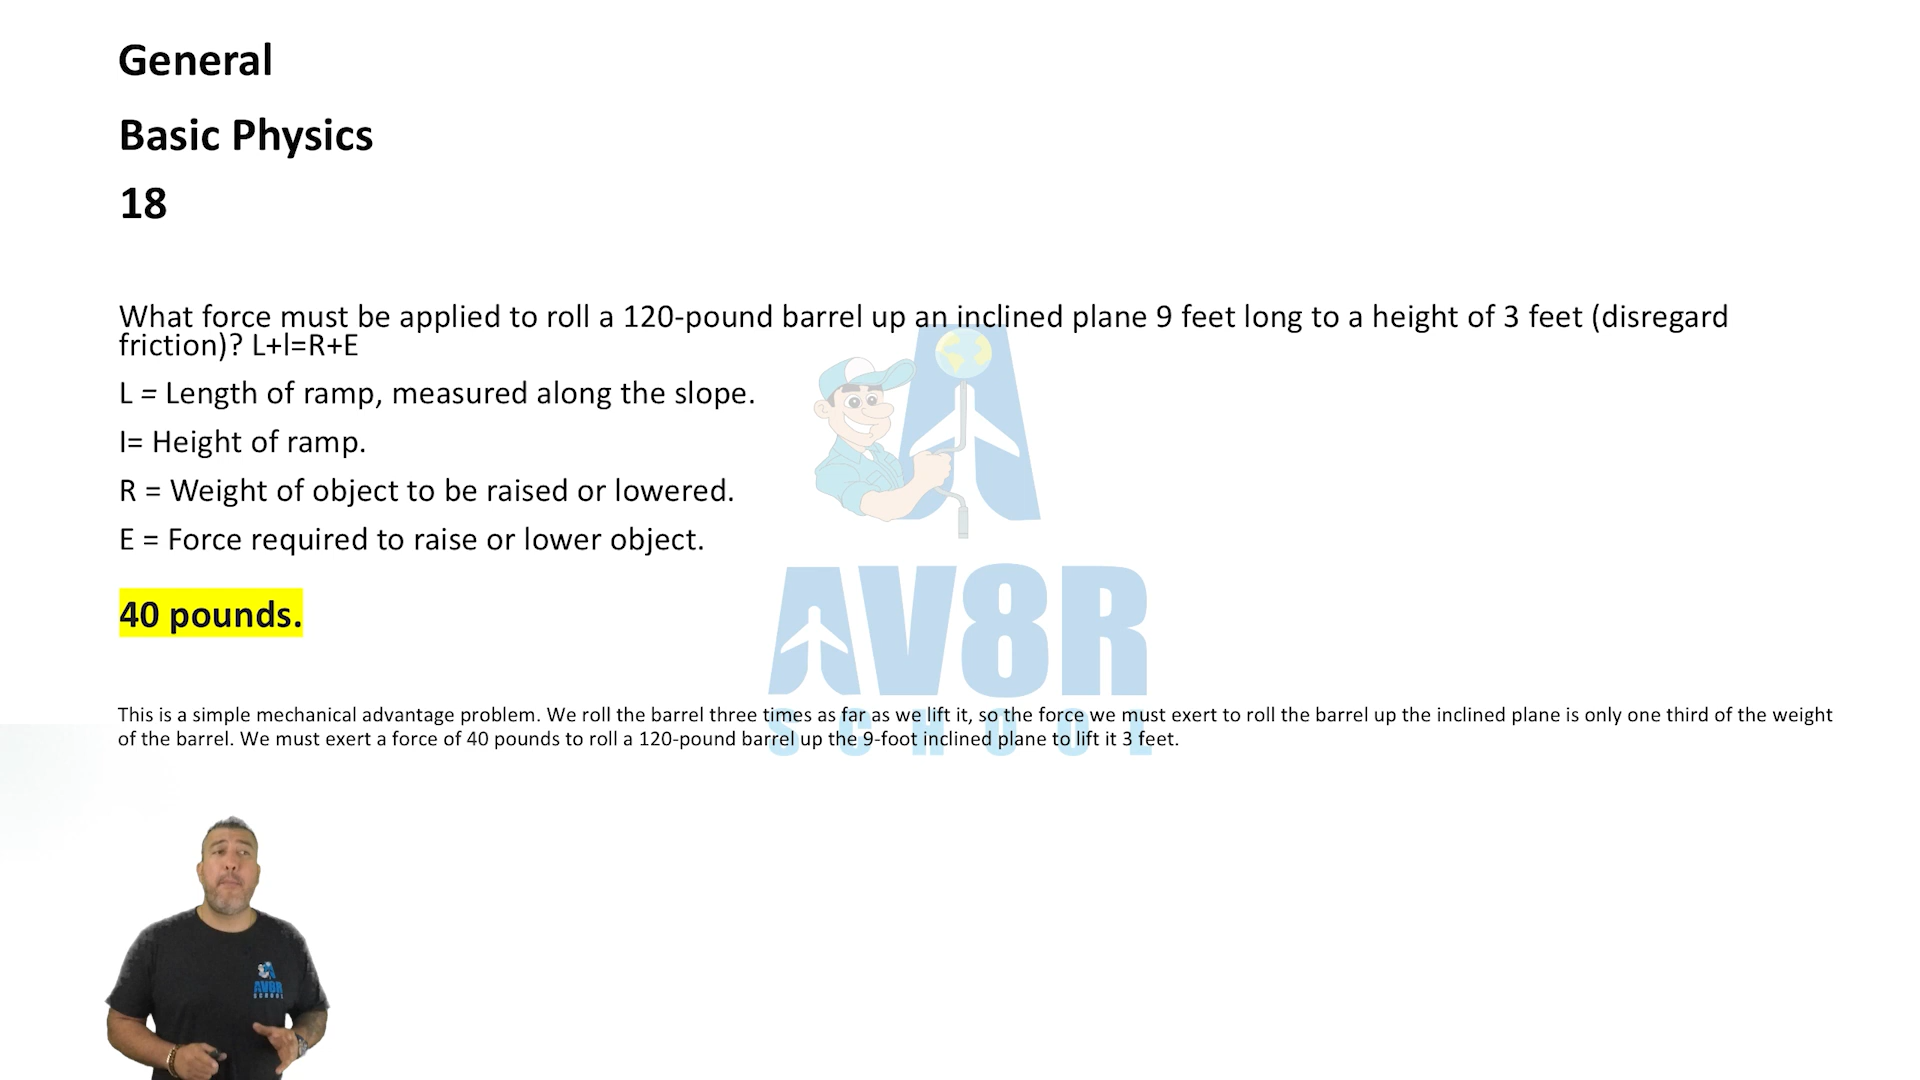 General
Basic Physics
18
What force must be applied to roll a 120-pound barrel up an inclined plane 9 feet long to a height of 3 feet (disregard
friction)? L+l=R+E
L = Length of ramp, measured along the slope.
I= Height of ramp.
R = Weight of object to be raised or lowered.
E = Force required to raise or lower object.
AV8R
SCHOOL
40 pounds.
This is a simple mechanical advantage problem. We roll the barrel three times as far as we lift it, so the force we must exert to roll the barrel up the inclined plane is only one third of the weight
of the barrel. We must exert a force of 40 pounds to roll a 120-pound barrel up the 9-foot inclined plane to lift it 3 feet.
AV8R
SCHOOL